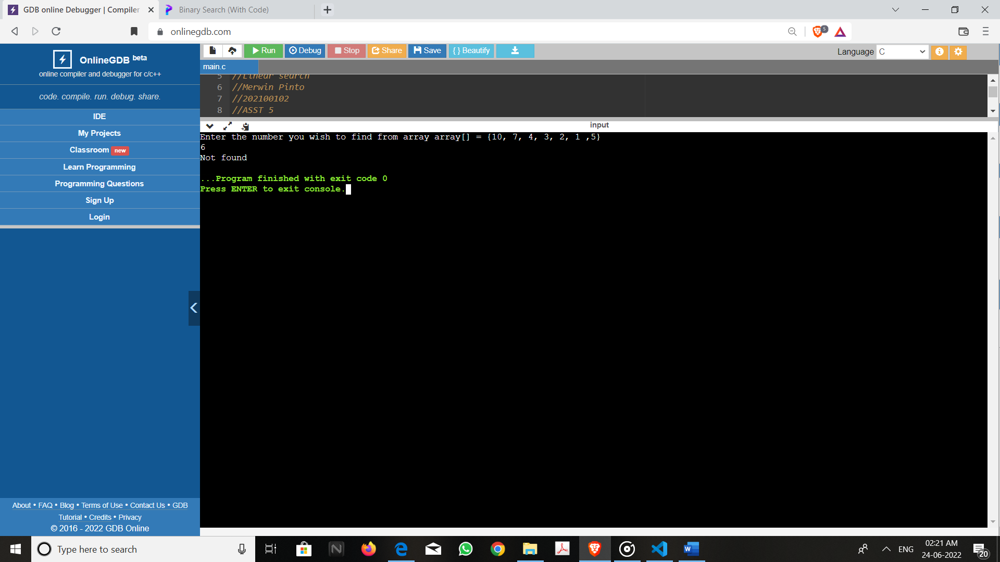 GDB online Debugger | Compiler
Binary Search (With Code)
onlinegdb.com
5
OnlineGDB beta
online compiler and debugger for c/c++
code. compile. run. debug. share.
IDE
My Projects
Classroom new
Learn Programming
Programming Questions
Sign Up
Login
About • FAQ • Blog • Terms of Use • Contact Us • GDB
Tutorial • Credits • Privacy
© 2016 - 2022 GDB Online
Run Debug Stop Share Save { } Beautify
Language C
main.c
5 //Linear search
6 //Merwin Pinto
7 //202100102
8 //ASST 5
input
Enter the number you wish to find from array array[] = {10, 7, 4, 3, 2, 1 ,5}
6
Not found
...Program finished with exit code 0
Press ENTER to exit console.
Type here to search
ENG
02:21 AM
24-06-2022
20